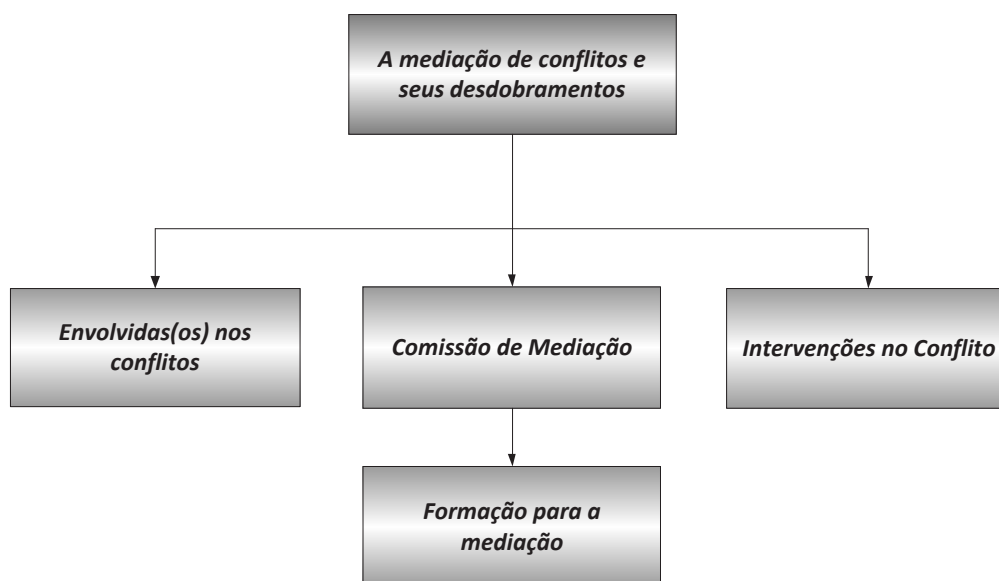 A mediação de conflitos e
seus desdobramentos
Envolvidas(os) nos
conflitos
Comissão de Mediação
Intervenções no Conflito
Formação para a
mediação